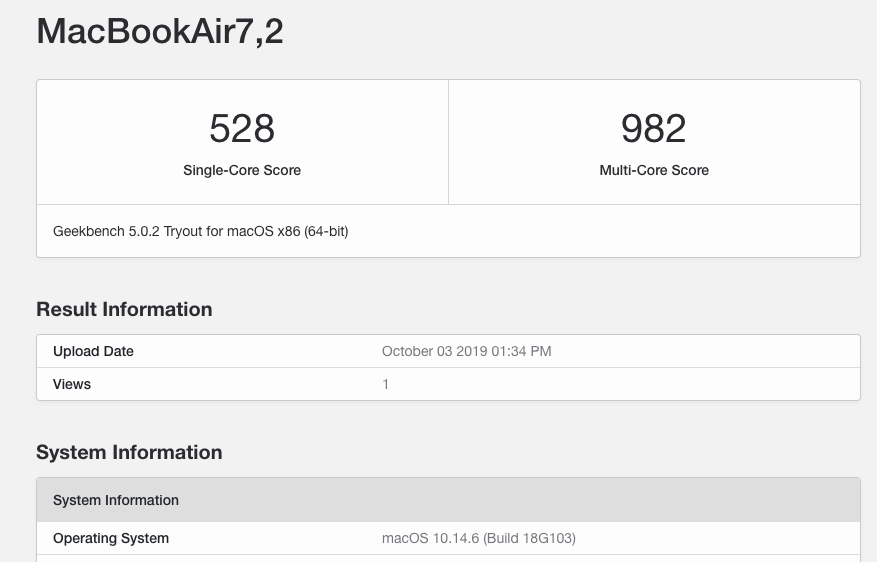 MacBookAir7,2
528
982
Single-Core Score
Multi-Core Score
Geekbench 5.0.2 Tryout for macOS x86 (64-bit)
Result Information
Upload Date October 03 2019 01:34 PM
Views 1
System Information
System Information
Operating System macOS 10.14.6 (Build 18G103)